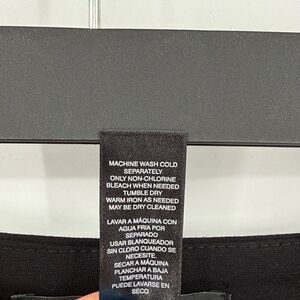 MACHINE WASH COLD
SEPARATELY
ONLY NON-CHLORINE
BLEACH WHEN NEEDED
TUMBLE DRY
WARM IRON AS NEEDED
MAY BE DRY CLEANED
LAVAR A MÁQUINA CON
AGUA FRIA POR
SEPARADO
USAR BLANQUEADOR
SIN CLORO CUANDO SE
NECESITE.
SECAR A MÁQUINA
PLANCHAR A BAJA
TEMPERATURA
PUEDE LAVARSE EN
SECO